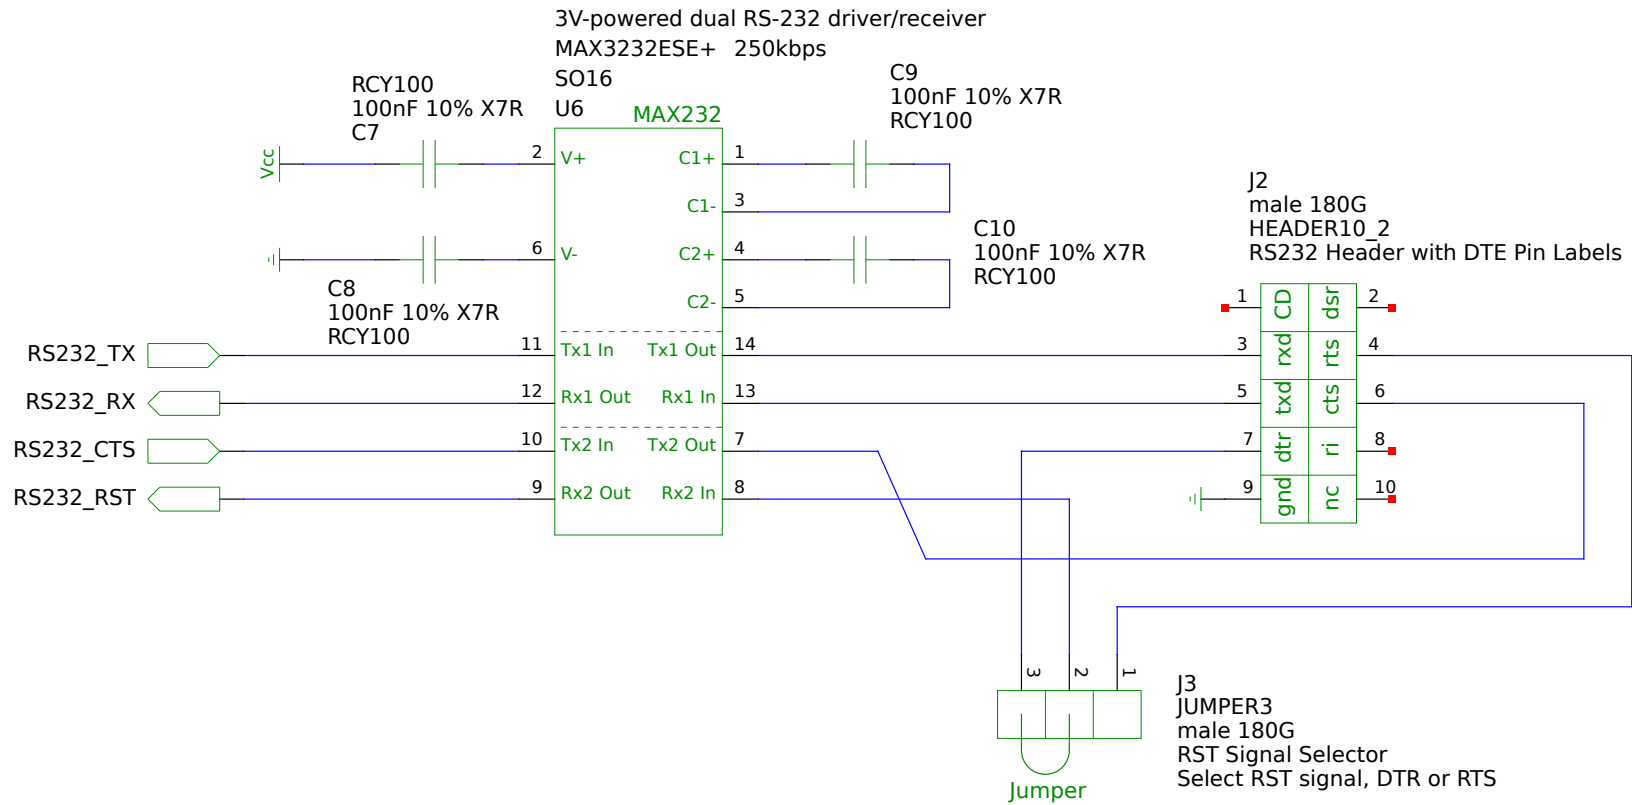 3V-powered dual RS-232 driver/receiver
MAX3232ESE+ 250kbps
SO16
U6
MAX232
RCY100
100nF 10% X7R
C7
C9
100nF 10% X7R
RCY100
Vcc
2
V+
C1+
1
C1-
3
6
V-
C2+
4
C2-
5
C8
100nF 10% X7R
RCY100
C10
100nF 10% X7R
RCY100
J2
male 180G
HEADER10_2
RS232 Header with DTE Pin Labels
1
CD
dsr
2
3
rxd
rts
4
5
txd
cts
6
7
dtr
ri
8
9
gnd
nc
10
RS232_TX
11
Tx1 In
Tx1 Out
14
RS232_RX
12
Rx1 Out
Rx1 In
13
RS232_CTS
10
Tx2 In
Tx2 Out
7
RS232_RST
9
Rx2 Out
Rx2 In
8
3
2
1
Jumper
J3
JUMPER3
male 180G
RST Signal Selector
Select RST signal, DTR or RTS